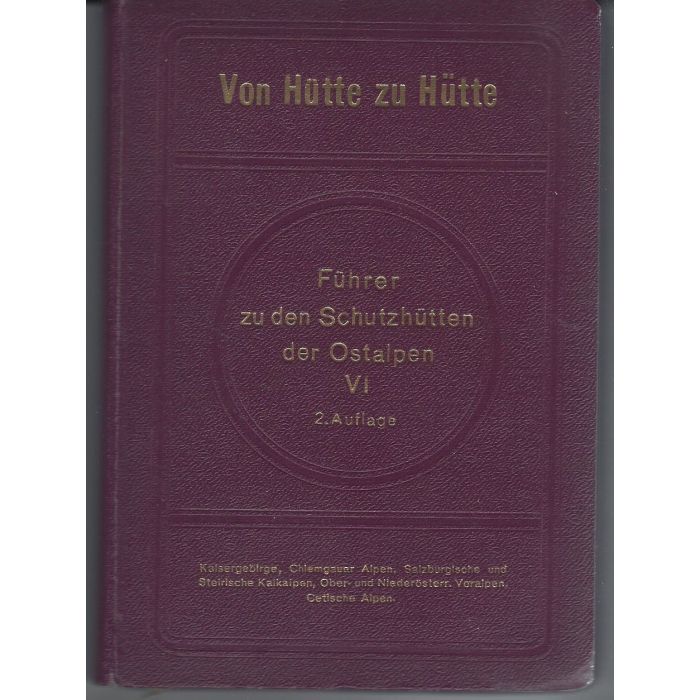 Von Hütte zu Hütte
Führer
zu den Schutzhütten
der Ostalpen
VI
2. Auflage
Kaisergebirge, Chiemgauer Alpen, Salzburgische und
Steirische Kalkalpen, Ober- und Niederösterr. Voralpen.
Cetische Alpen.